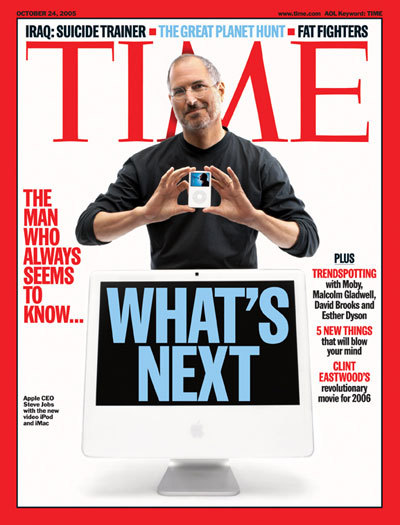 OCTOBER 24, 2005
www.time.com AOL Keyword: TIME
IRAQ: SUICIDE TRAINER ■ THE GREAT PLANET HUNT ■ FAT FIGHTERS
TIME
THE
MAN
WHO
ALWAYS
SEEMS
TO
KNOW...
WHAT'S
NEXT
Apple CEO
Steve Jobs
with the new
video iPod
and iMac
PLUS
TRENDSPOTTING
with Moby,
Malcolm Gladwell,
David Brooks and
Esther Dyson
5 NEW THINGS
that will blow
your mind
CLINT
EASTWOOD'S
revolutionary
movie for 2006